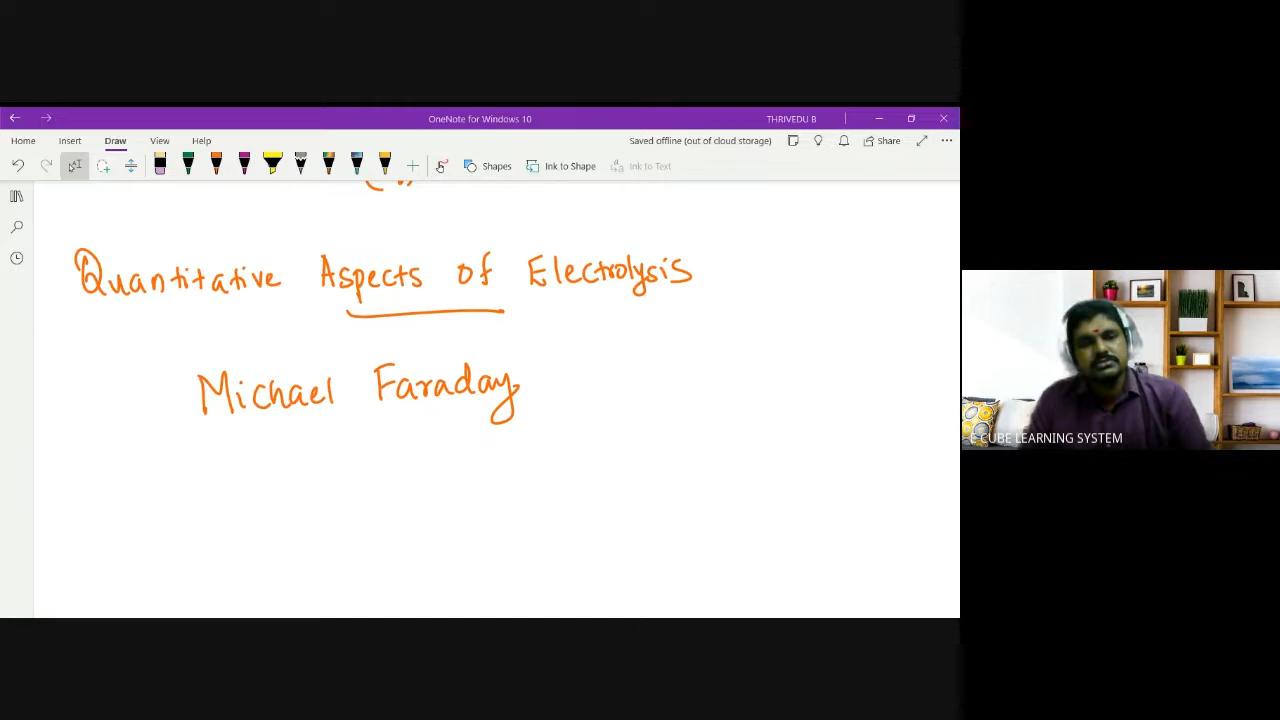 OneNote for Windows 10
THRIVEDU B
Home Insert Draw View Help
Saved offline (out of cloud storage)
Share
Shapes
Ink to Shape
Ink to Text
Quantitative Aspects of Electrolysis
Michael Faraday
E CUBE LEARNING SYSTEM